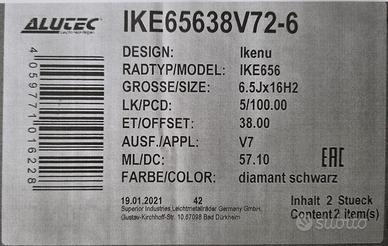 ALUTEC
IKE65638V72-6
DESIGN: Ikenu
RADTYP/MODEL: IKE656
GROSSE/SIZE: 6.5Jx16H2
LK/PCD: 5/100.00
ET/OFFSET: 38.00
AUSF./APPL: V7
ML/DC: 57.10
FARBE/COLOR: diamant schwarz
4059771016228
EAC
19.01.2021 42
Superior Industries Leichtmetallräder Germany GmbH,
Gustav-Kirchhoff-Str. 10,67098 Bad Dürkheim
Inhalt 2 Stueck
Content 2 item(s)
Subito